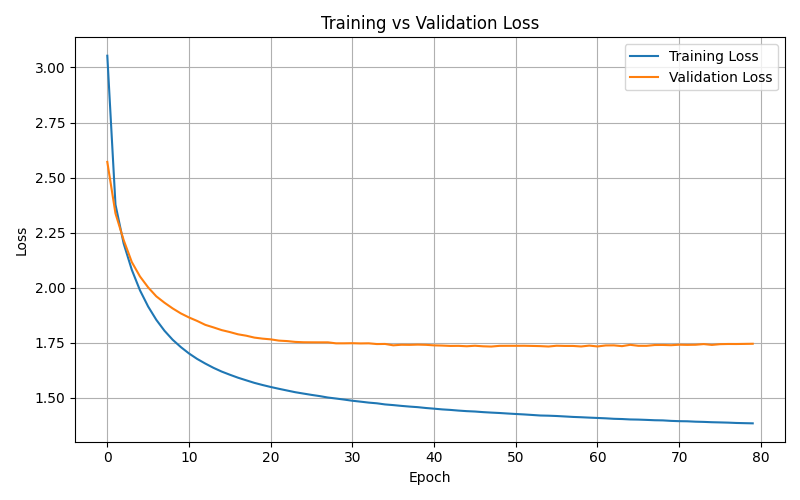 Training vs Validation Loss
Training Loss
Validation Loss
3.00
2.75
2.50
2.25
2.00
1.75
1.50
Loss
0 10 20 30 40 50 60 70 80
Epoch